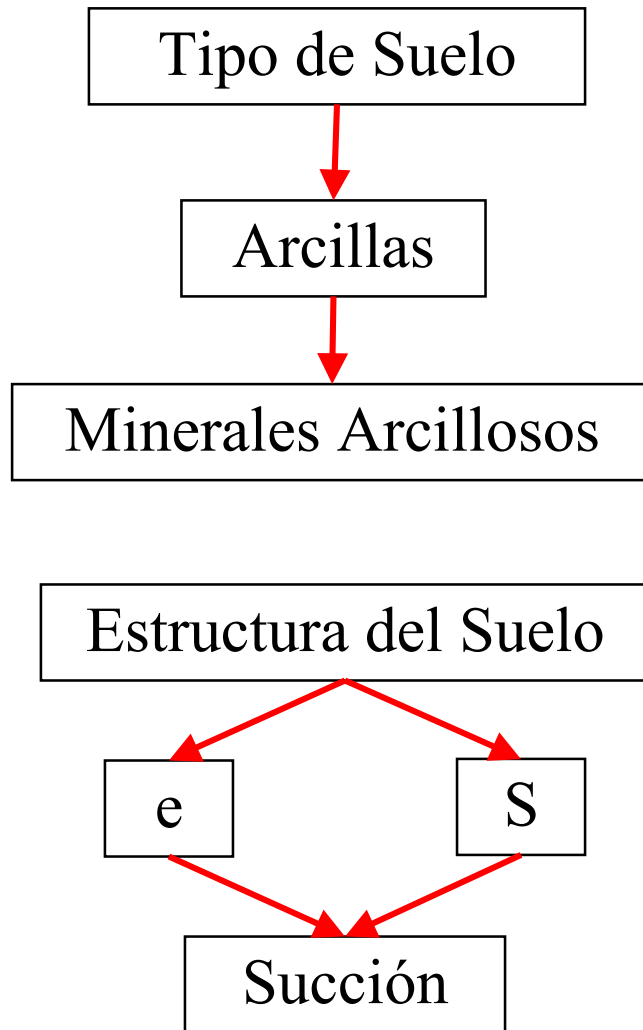 Tipo de Suelo
Arcillas
Minerales Arcillosos
Estructura del Suelo
e
S
Succión